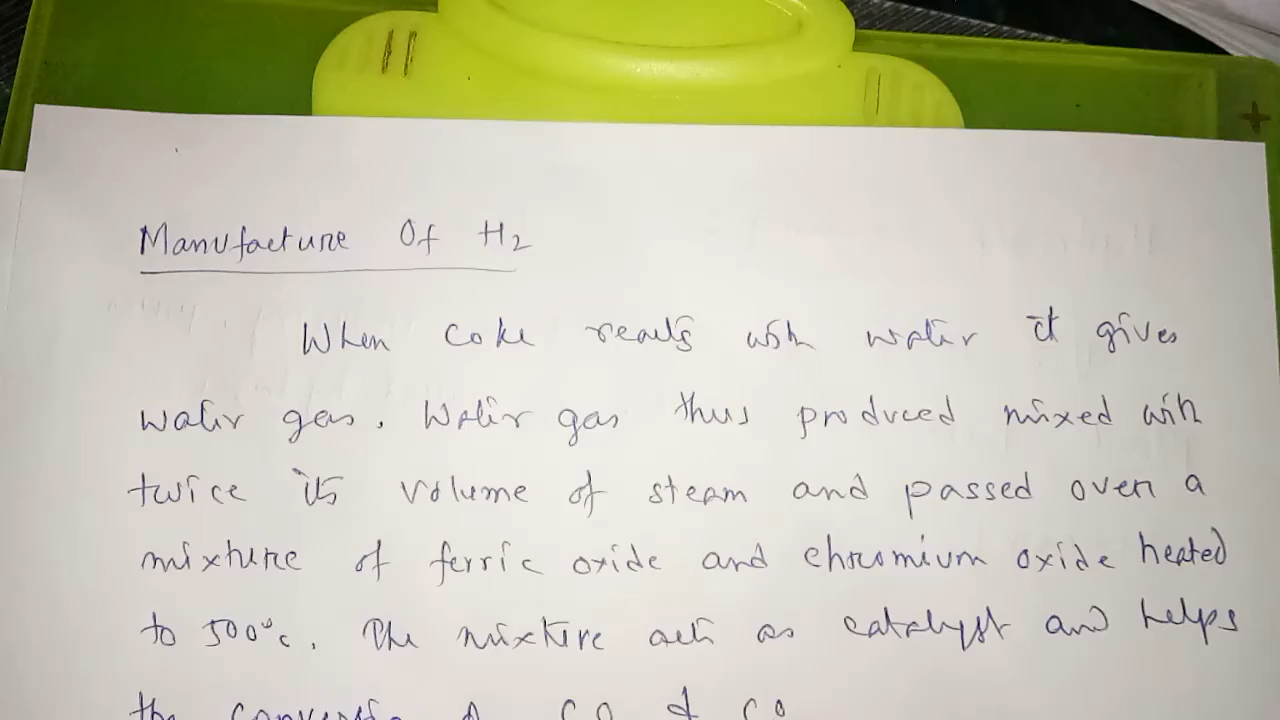 Manufacture Of H2
When coke reacts with water it gives
water gas. Water gas thus produced mixed with
twice its volume of steam and passed over a
mixture of ferric oxide and chromium oxide heated
to 500°c. The mixture acts as catalyst and helps
the